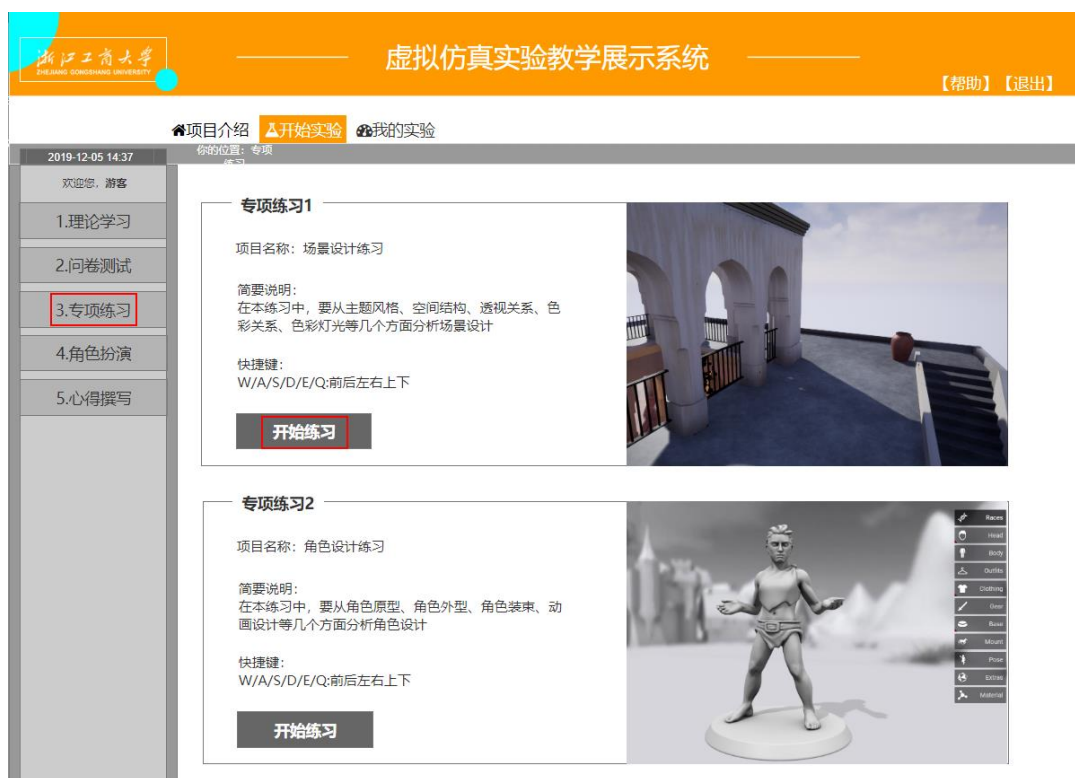 浙江工商大学
ZHEJIANG GONGSHANG UNIVERSITY
虚拟仿真实验教学展示系统
【帮助】【退出】
项目介绍 开始实验 我的实验
2019-12-05 14:37
你的位置：专项
练习
欢迎您，游客
1.理论学习
2.问卷测试
3.专项练习
4.角色扮演
5.心得撰写
专项练习1
项目名称：场景设计练习
简要说明：
在本练习中，要从主题风格、空间结构、透视关系、色
彩关系、色彩灯光等几个方面分析场景设计
快捷键：
W/A/S/D/E/Q:前后左右上下
开始练习
专项练习2
项目名称：角色设计练习
简要说明：
在本练习中，要从角色原型、角色外型、角色装束、动
画设计等几个方面分析角色设计
快捷键：
W/A/S/D/E/Q:前后左右上下
开始练习
Races
Head
Body
Outfits
Clothing
Gear
Base
Mount
Pose
Extras
Material